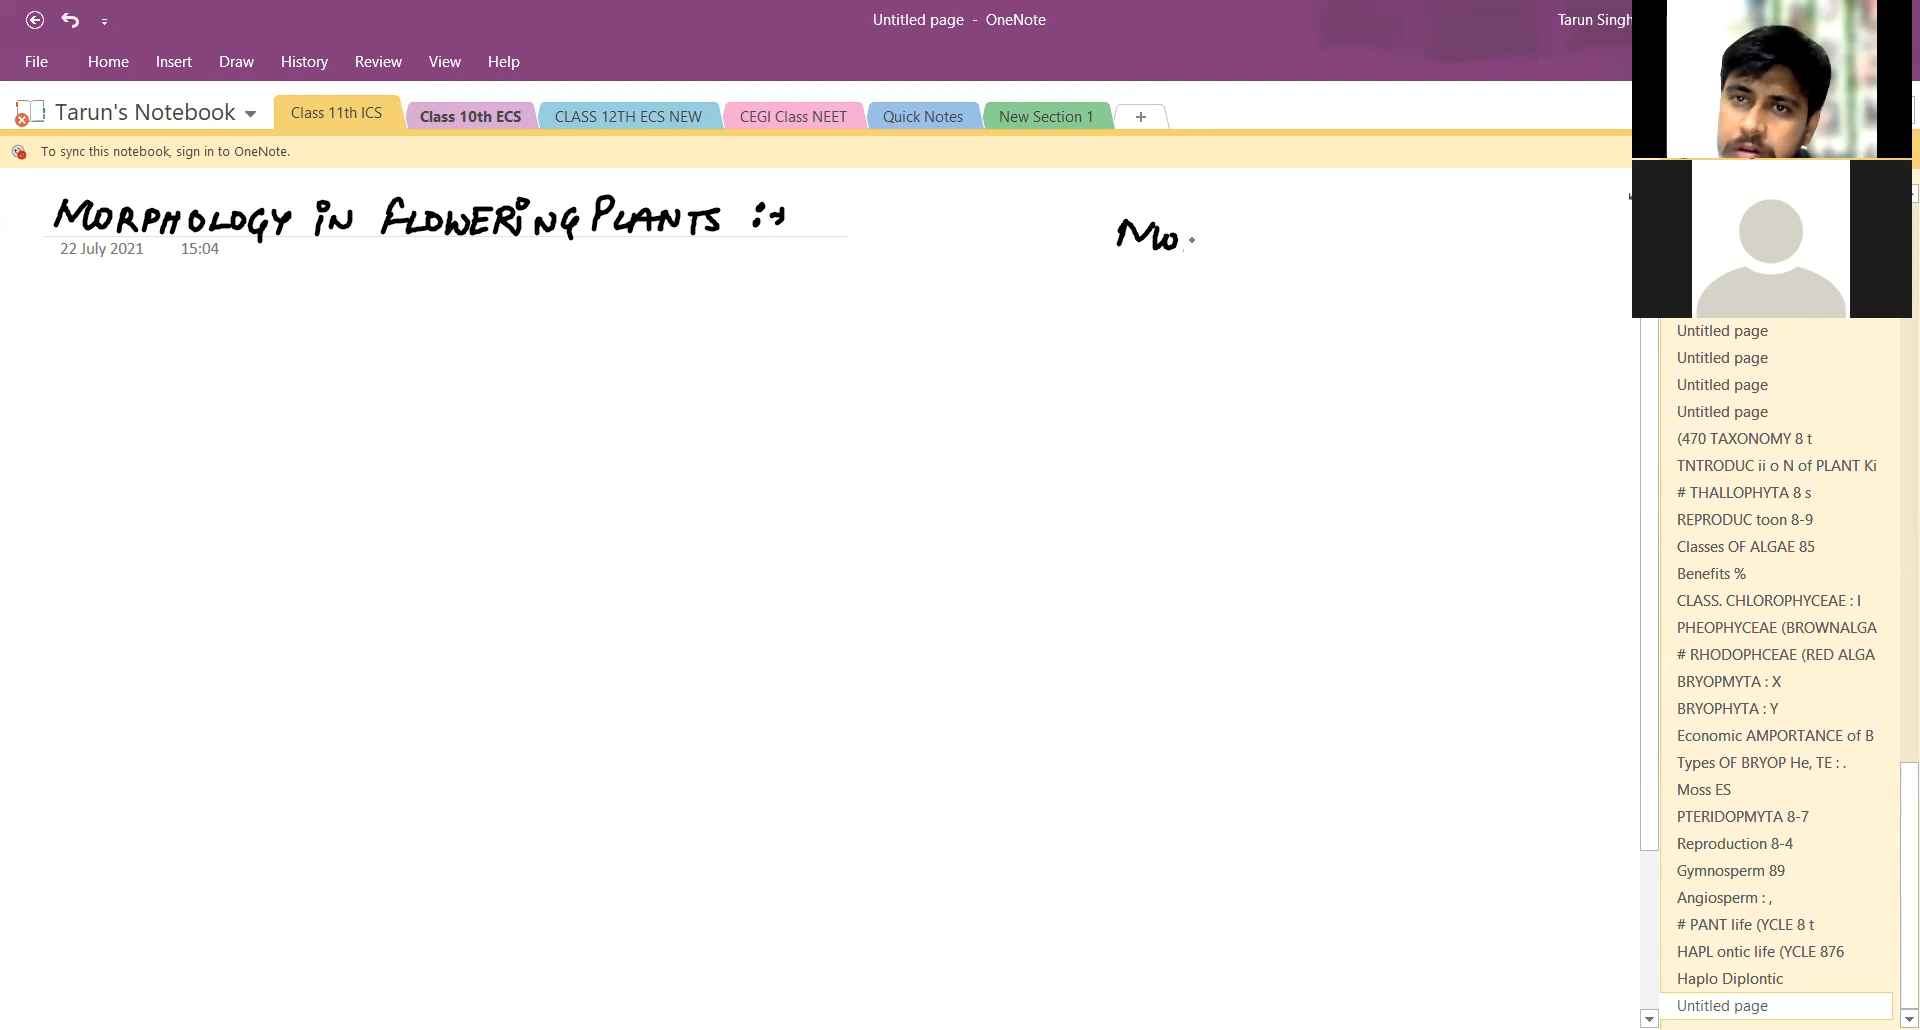 Untitled page - OneNote
Tarun Singh
File Home Insert Draw History Review View Help
Tarun's Notebook
Class 11th ICS
Class 10th ECS
CLASS 12TH ECS NEW
CEGI Class NEET
Quick Notes
New Section 1
To sync this notebook, sign in to OneNote.
MORPHOLOGY iN FLOWERiNG PLANTS :→
22 July 2021 15:04
Mo
Untitled page
Untitled page
Untitled page
Untitled page
(470 TAXONOMY 8 t
TNTRODUC ii o N of PLANT Ki
# THALLOPHYTA 8 s
REPRODUC toon 8-9
Classes OF ALGAE 85
Benefits %
CLASS. CHLOROPHYCEAE : I
PHEOPHYCEAE (BROWNALGA
# RHODOPHCEAE (RED ALGA
BRYOPMYTA : X
BRYOPHYTA : Y
Economic AMPORTANCE of B
Types OF BRYOP He, TE : .
Moss ES
PTERIDOPMYTA 8-7
Reproduction 8-4
Gymnosperm 89
Angiosperm : ,
# PANT life (YCLE 8 t
HAPL ontic life (YCLE 876
Haplo Diplontic
Untitled page